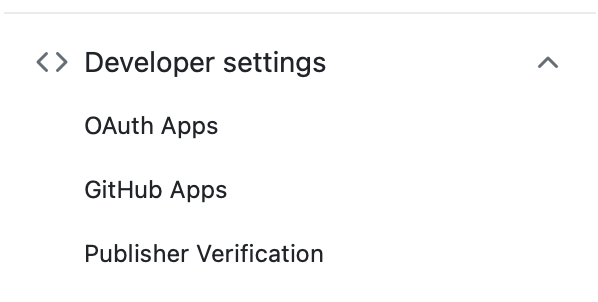 Developer settings
OAuth Apps
GitHub Apps
Publisher Verification